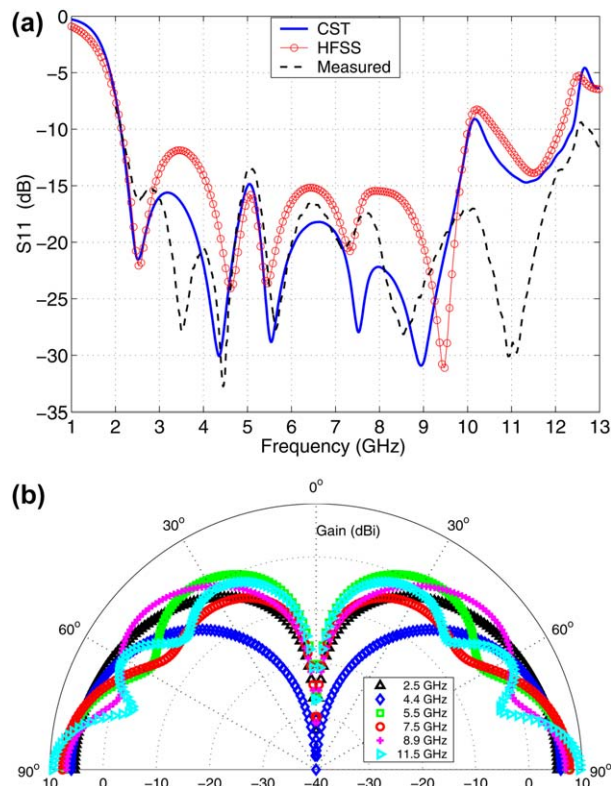 (a)
CST
HFSS
Measured
S11 (dB)
−5
−10
−15
−20
−25
−30
−35
1 2 3 4 5 6 7 8 9 10 11 12 13
Frequency (GHz)
(b)
0°
Gain (dBi)
30° 30°
60° 60°
2.5 GHz
4.4 GHz
5.5 GHz
7.5 GHz
8.9 GHz
11.5 GHz
90° 90°
10 0 −10 −20 −30 −40 −30 −20 −10 0 10